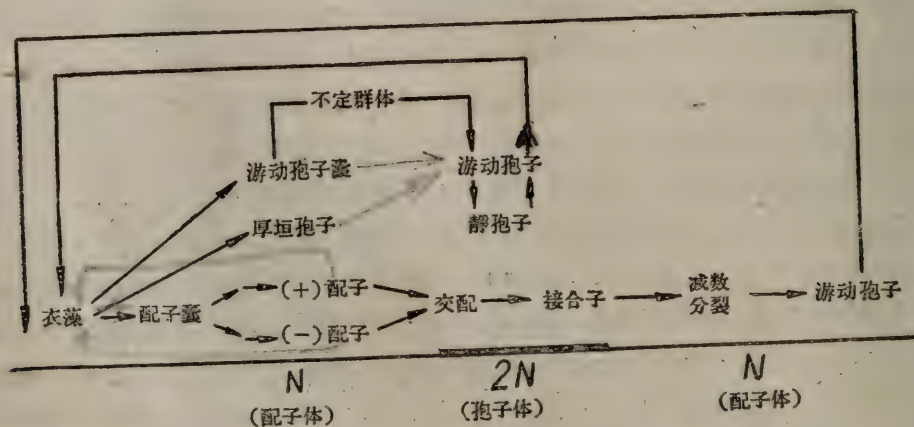 不定群体
游动孢子囊 游动孢子
厚垣孢子 静孢子
衣藻 配子囊 (+)配子 交配 接合子 减数 游动孢子
(−)配子 分裂
N 2N N
(配子体) (孢子体) (配子体)